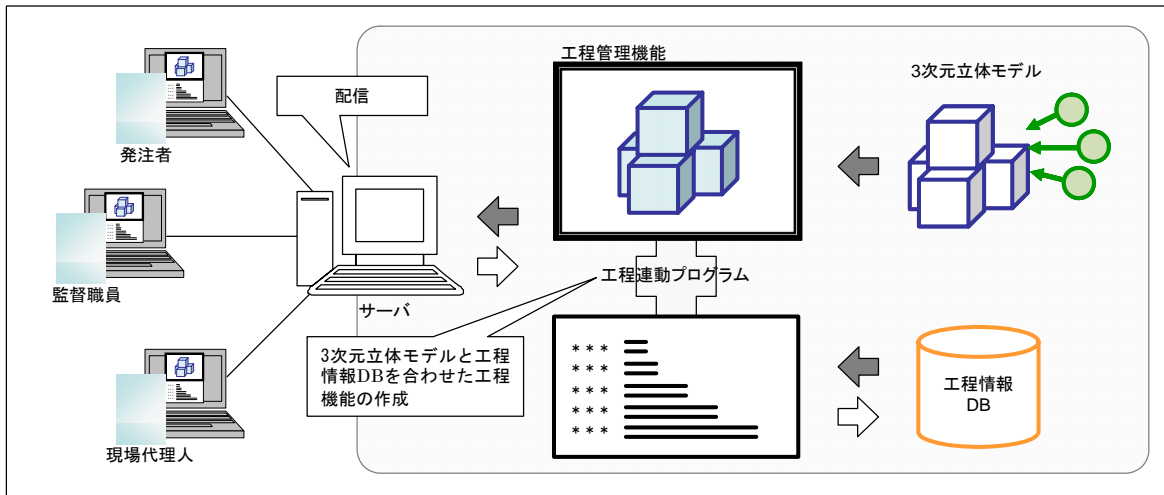 工程管理機能
3次元立体モデル
配信
発注者
監督職員
サーバ
工程連動プログラム
3次元立体モデルと工程
情報DBを合わせた工程
機能の作成
***
***
***
***
***
工程情報
DB
現場代理人